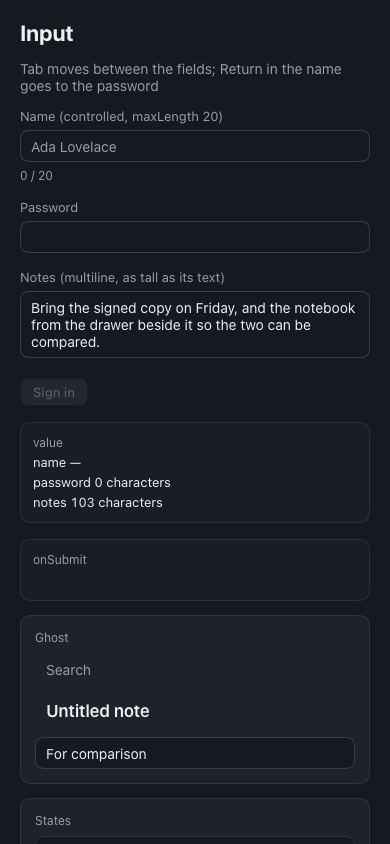 Input
Tab moves between the fields; Return in the name
goes to the password
Name (controlled, maxLength 20)
Ada Lovelace
0 / 20
Password
Notes (multiline, as tall as its text)
Bring the signed copy on Friday, and the notebook
from the drawer beside it so the two can be
compared.
Sign in
value
name —
password 0 characters
notes 103 characters
onSubmit
Ghost
Search
Untitled note
For comparison
States